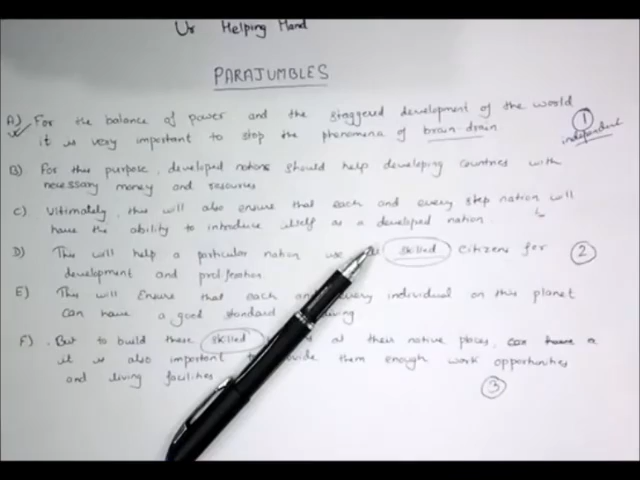 Ur Helping Hand
PARAJUMBLES
A) For the balance of power and the staggered development of the world
it is very important to stop the phenomena of brain drain
1
independent
B) For this purpose, developed nations should help developing countries with
necessary money and resources
C) Ultimately, this will also ensure that each and every step nation will
have the ability to introduce itself as a developed nation
D) This will help a particular nation use skilled citizens for
development and
2
E) This will Ensure that each every individual on this planet
can have a good standard
F) But to build these skilled at their native places,
it is also important them enough work opportunities
and living facilities
3